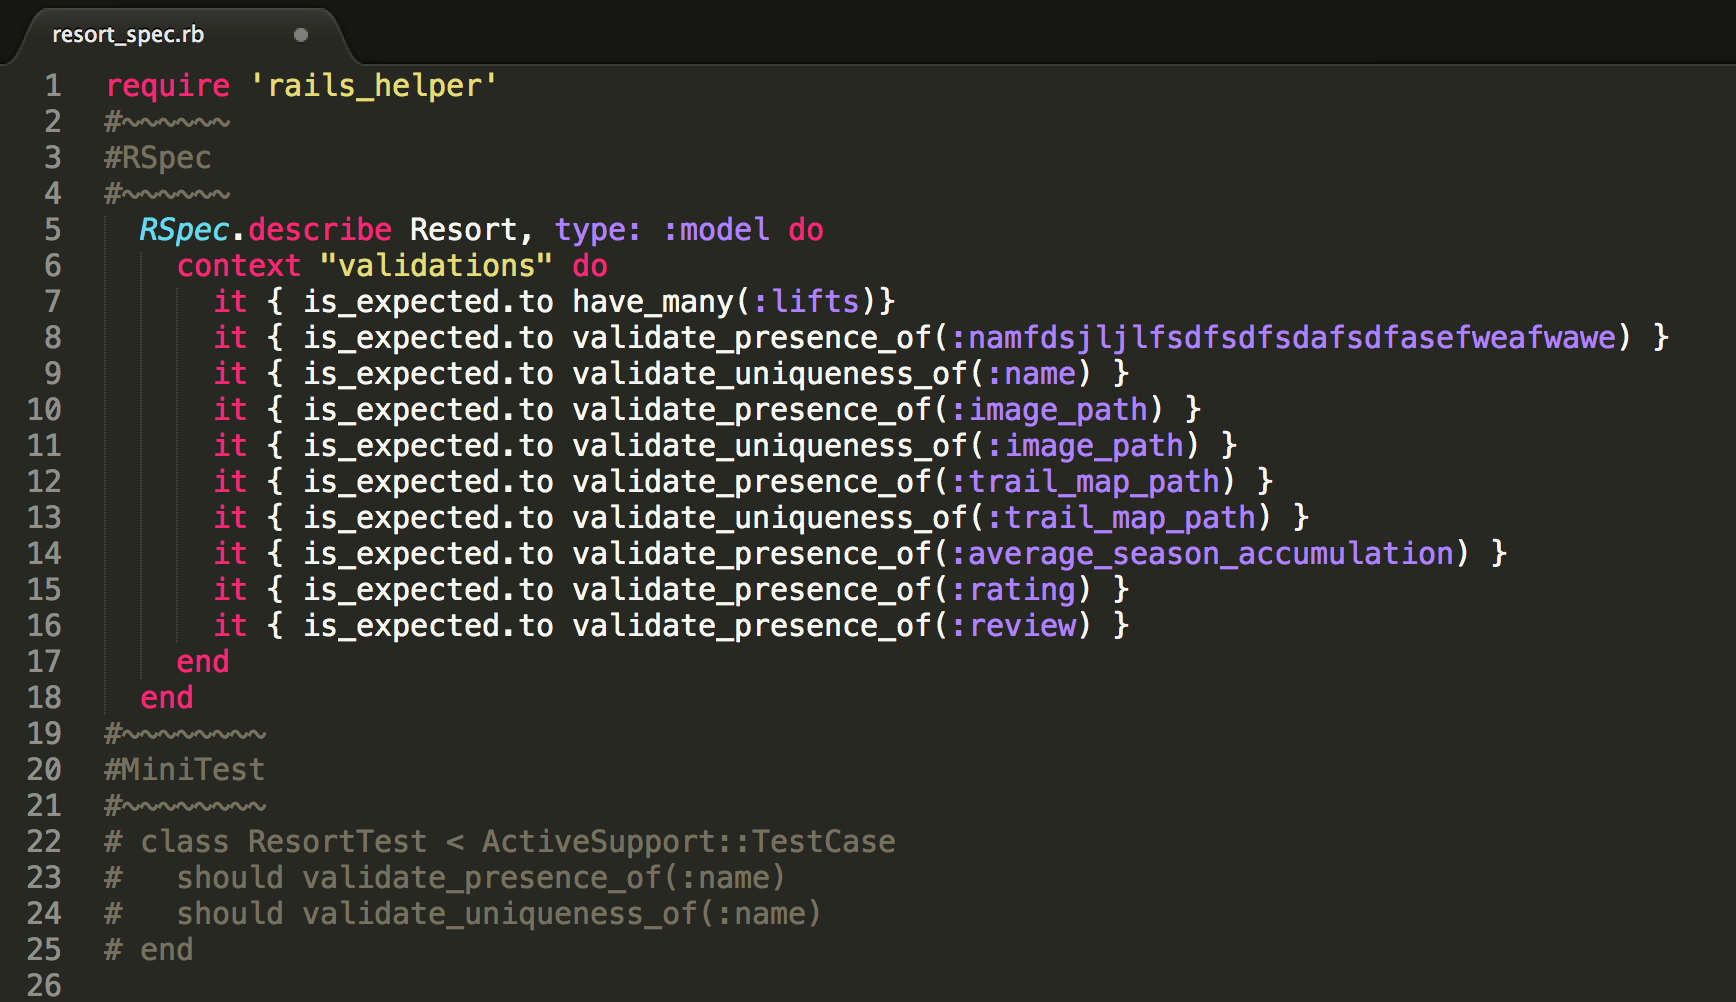 resort_spec.rb
1 require 'rails_helper'
2 #~~~~~~
3 #RSpec
4 #~~~~~~
5   RSpec.describe Resort, type: :model do
6     context "validations" do
7       it { is_expected.to have_many(:lifts)}
8       it { is_expected.to validate_presence_of(:namfdsjljlfsdfsdfsdafsdfasefweafwawe) }
9       it { is_expected.to validate_uniqueness_of(:name) }
10       it { is_expected.to validate_presence_of(:image_path) }
11       it { is_expected.to validate_uniqueness_of(:image_path) }
12       it { is_expected.to validate_presence_of(:trail_map_path) }
13       it { is_expected.to validate_uniqueness_of(:trail_map_path) }
14       it { is_expected.to validate_presence_of(:average_season_accumulation) }
15       it { is_expected.to validate_presence_of(:rating) }
16       it { is_expected.to validate_presence_of(:review) }
17     end
18   end
19 #~~~~~~~~
20 #MiniTest
21 #~~~~~~~~
22 # class ResortTest < ActiveSupport::TestCase
23 #   should validate_presence_of(:name)
24 #   should validate_uniqueness_of(:name)
25 # end
26